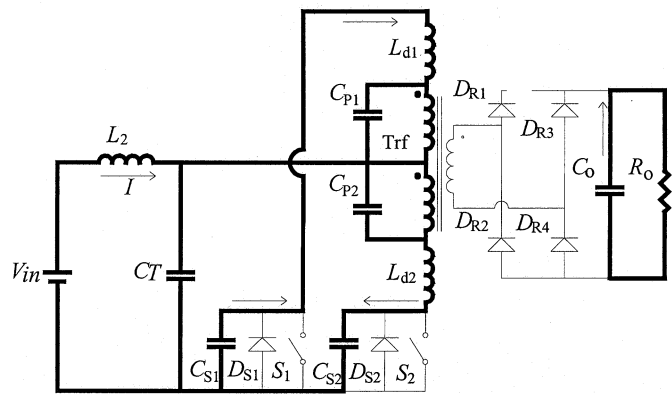 L_d1
C_P1
D_R1
L_2
Trf
D_R3
C_O
R_O
I
C_P2
D_R2
D_R4
Vin
CT
L_d2
C_S1
D_S1
S_1
C_S2
D_S2
S_2